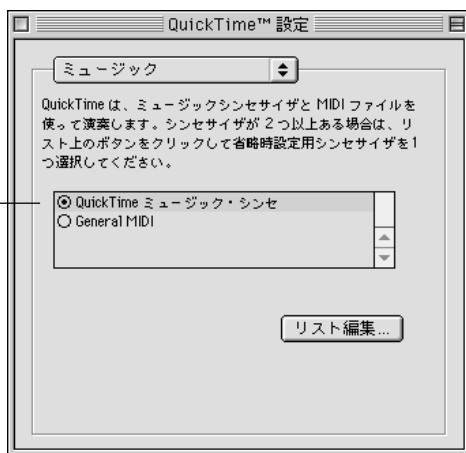 QuickTime™ 設定
ミュージック
QuickTime は、ミュージックシンセサイザと MIDI ファイルを
使って演奏します。シンセサイザが 2 つ以上ある場合は、リ
スト上のボタンをクリックして省略時設定用シンセサイザを1
つ選択してください。
QuickTime ミュージック・シンセ
General MIDI
リスト編集...